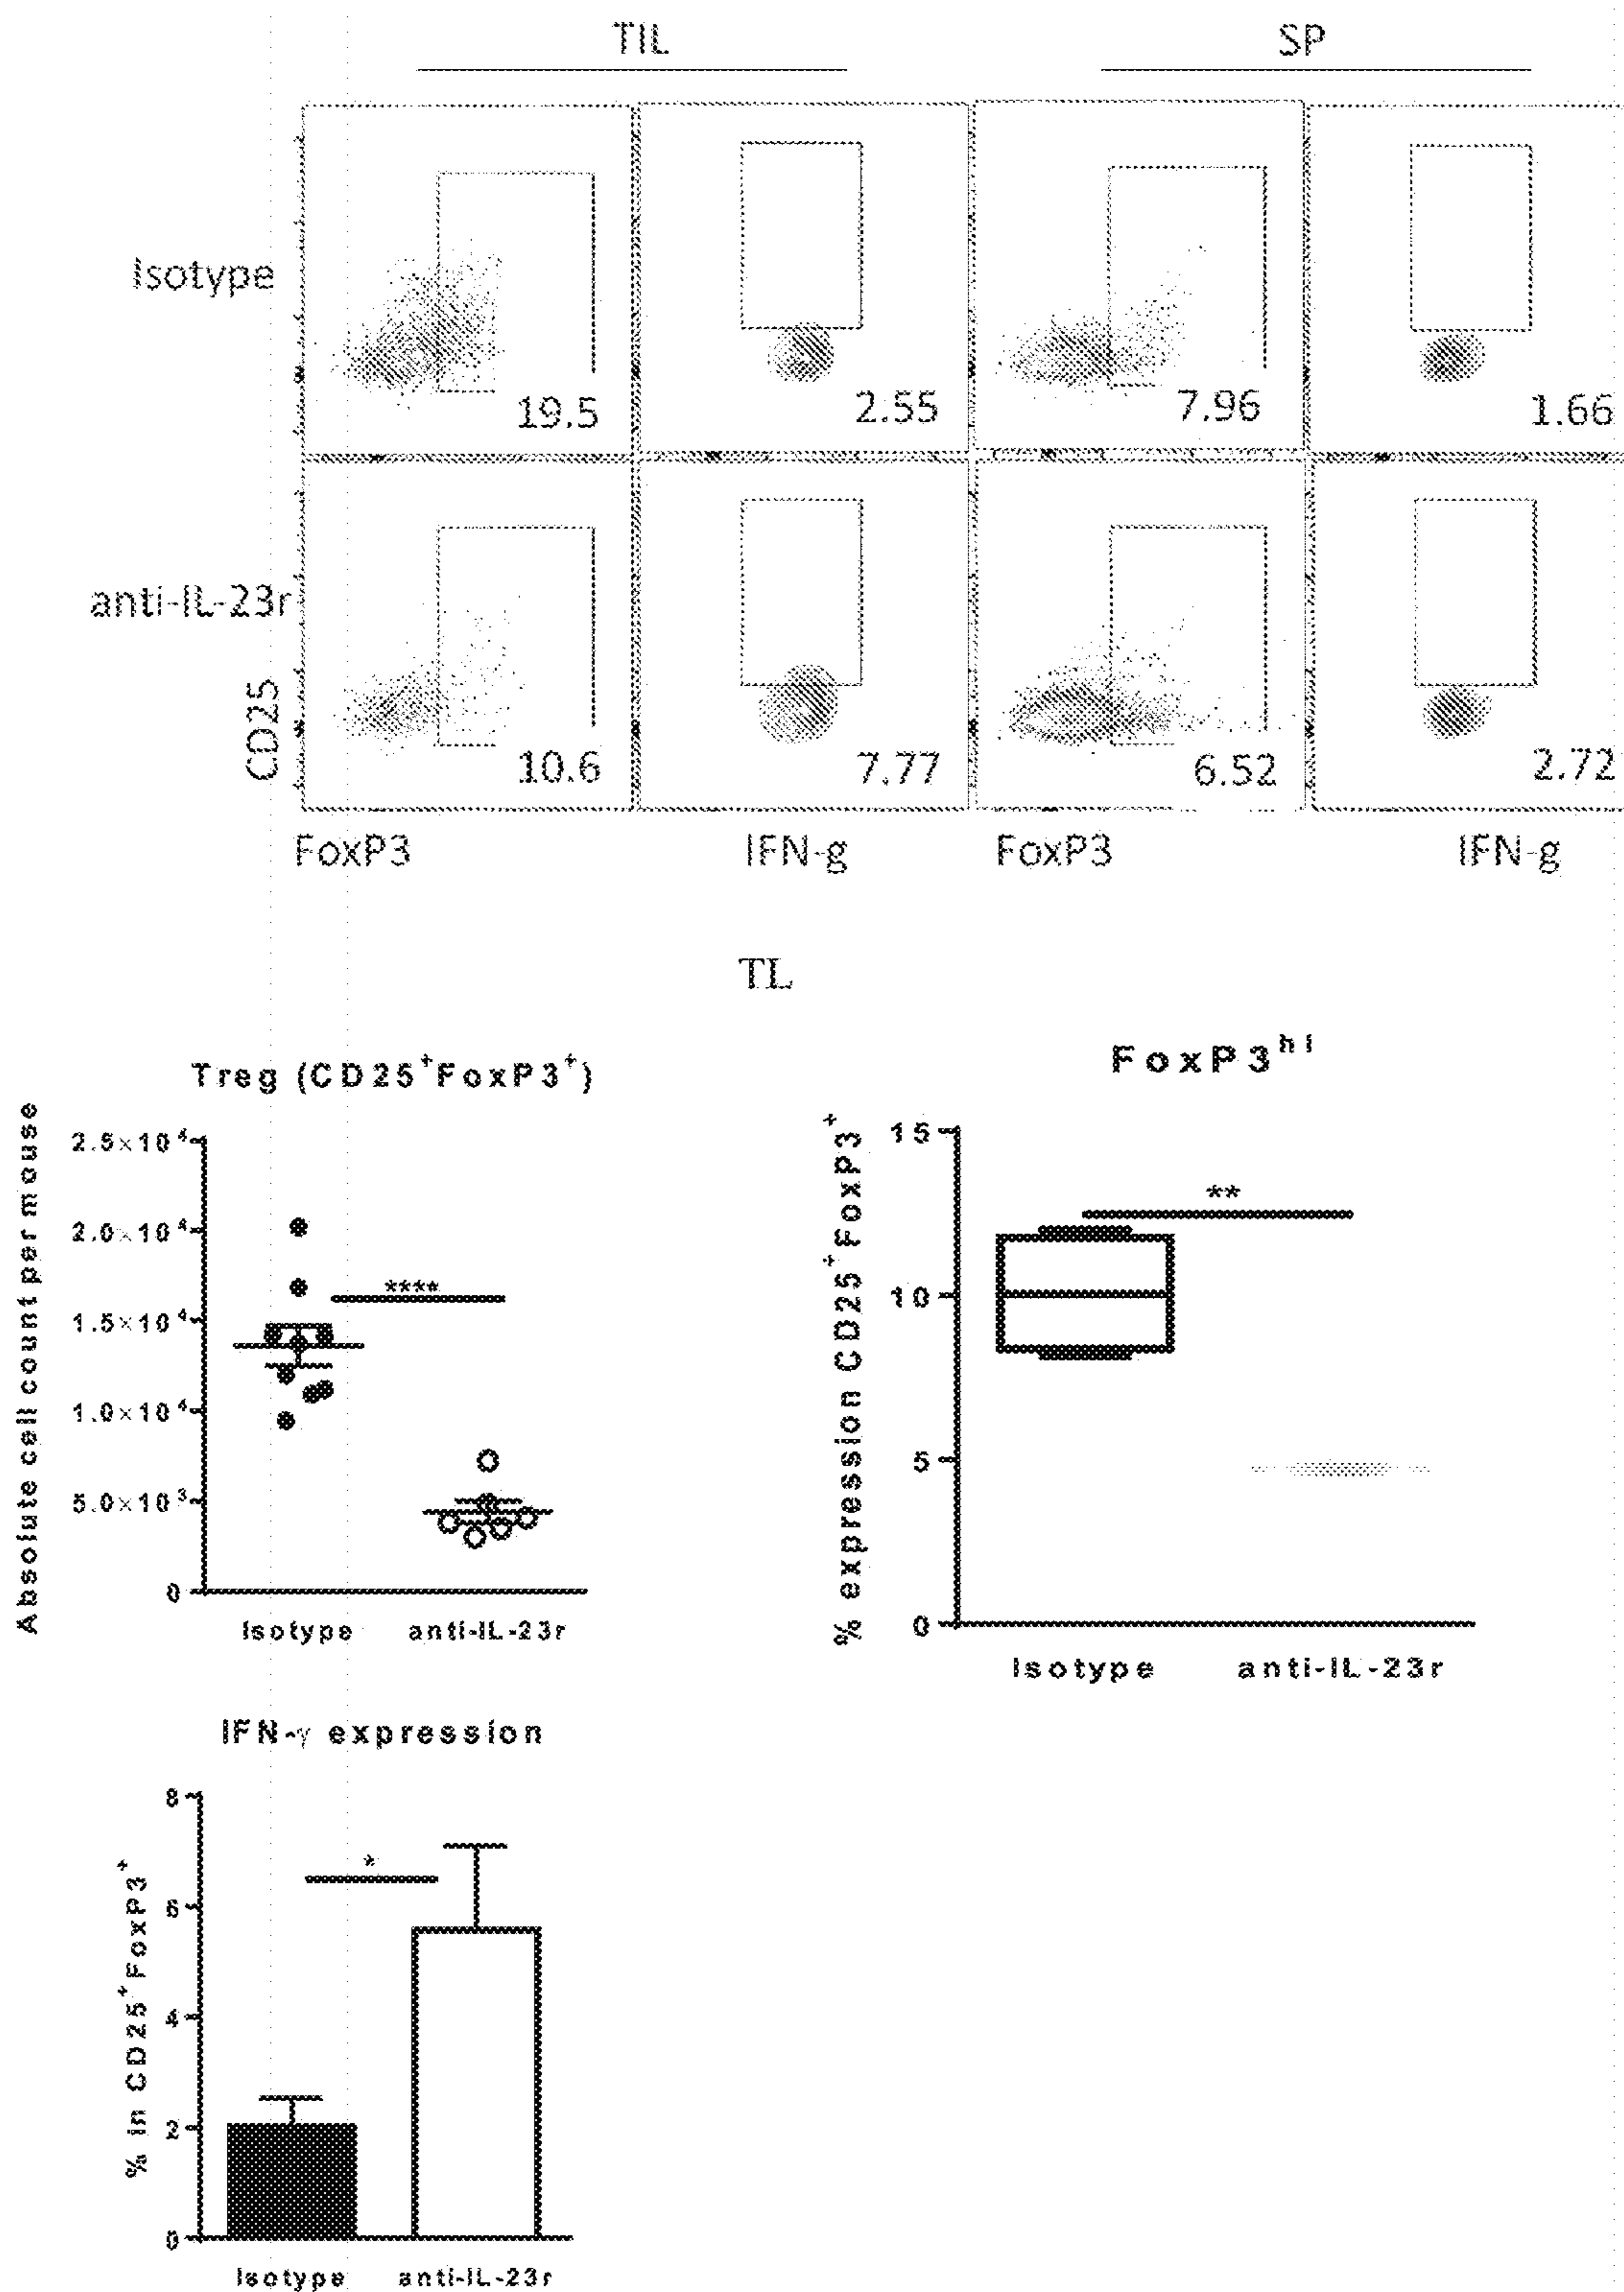 TIL SP
Isotype
19.5 2.55 7.96 1.66
anti-IL-23r
CD25
10.6 7.77 6.52 2.72
FoxP3 IFN-g FoxP3 IFN-g
TL
Treg (CD25⁺FoxP3⁺)
Absolute cell count per mouse
2.5×10⁴
2.0×10⁴
1.5×10⁴
1.0×10⁴
5.0×10³
0
****
Isotype anti-IL-23r
FoxP3ʰⁱ
% expression CD25⁺FoxP3⁺
15
10
5
0
**
Isotype anti-IL-23r
IFN-γ expression
% in CD25⁺FoxP3⁺
8
6
4
2
0
*
Isotype anti-IL-23r